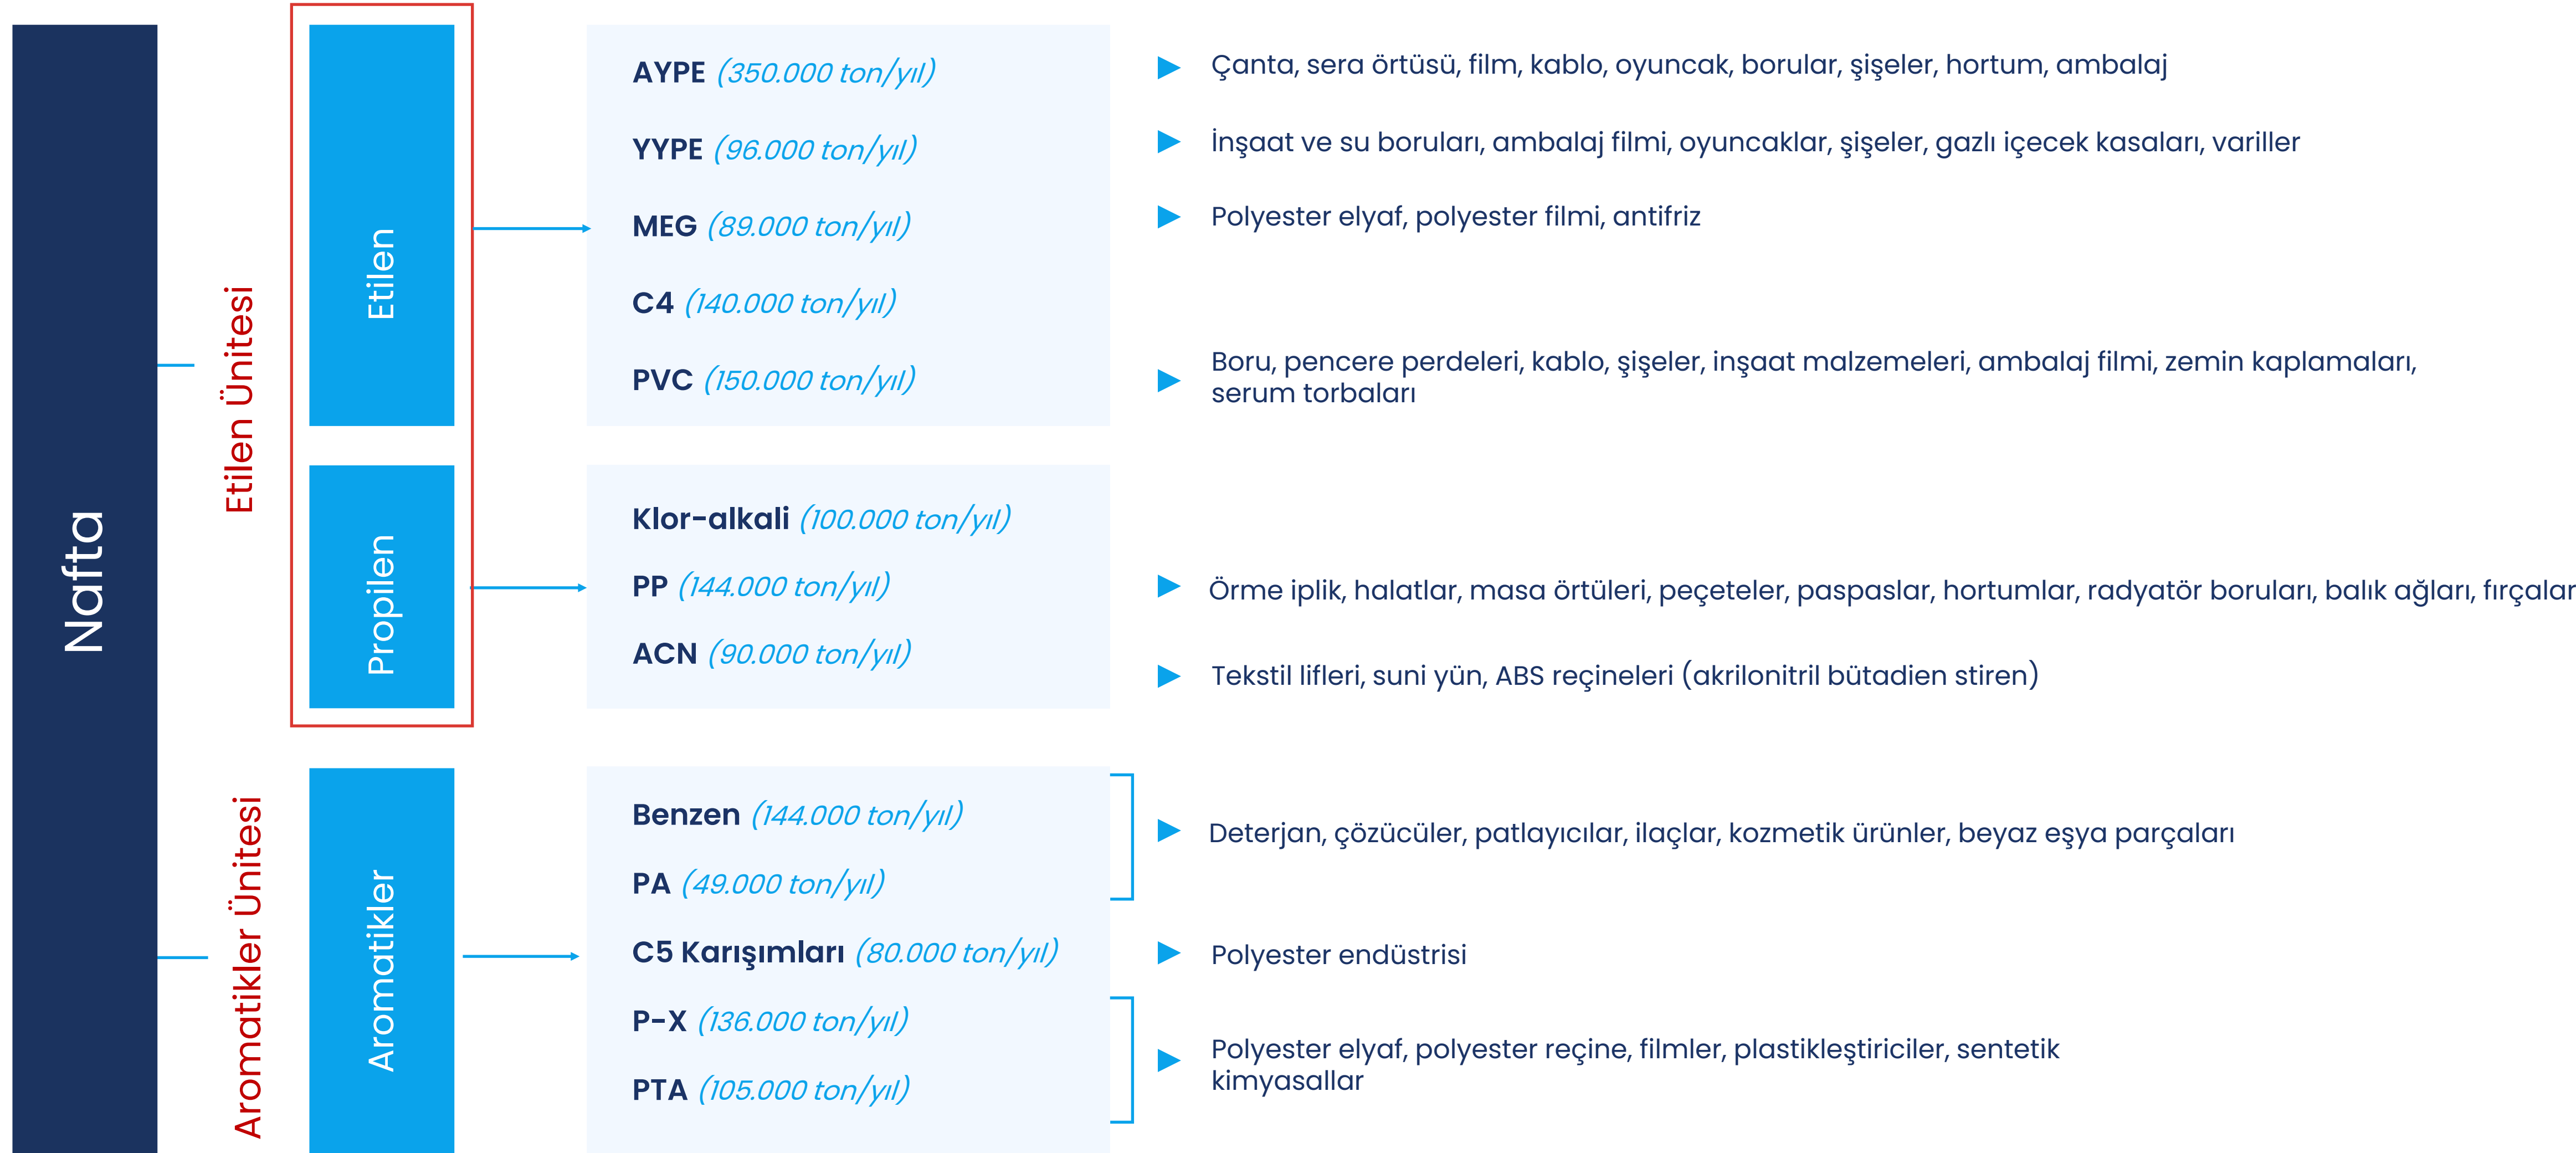 Nafta
Etilen Ünitesi
Etilen
AYPE (350.000 ton/yıl)
Çanta, sera örtüsü, film, kablo, oyuncak, borular, şişeler, hortum, ambalaj
YYPE (96.000 ton/yıl)
İnşaat ve su boruları, ambalaj filmi, oyuncaklar, şişeler, gazlı içecek kasaları, variller
MEG (89.000 ton/yıl)
Polyester elyaf, polyester filmi, antifriz
C4 (140.000 ton/yıl)
PVC (150.000 ton/yıl)
Boru, pencere perdeleri, kablo, şişeler, inşaat malzemeleri, ambalaj filmi, zemin kaplamaları,
serum torbaları
Propilen
Klor-alkali (100.000 ton/yıl)
PP (144.000 ton/yıl)
Örme iplik, halatlar, masa örtüleri, peçeteler, paspaslar, hortumlar, radyatör boruları, balık ağları, fırçalar
ACN (90.000 ton/yıl)
Tekstil lifleri, suni yün, ABS reçineleri (akrilonitril bütadien stiren)
Aromatikler Ünitesi
Aromatikler
Benzen (144.000 ton/yıl)
PA (49.000 ton/yıl)
Deterjan, çözücüler, patlayıcılar, ilaçlar, kozmetik ürünler, beyaz eşya parçaları
C5 Karışımları (80.000 ton/yıl)
Polyester endüstrisi
P-X (136.000 ton/yıl)
PTA (105.000 ton/yıl)
Polyester elyaf, polyester reçine, filmler, plastikleştiriciler, sentetik
kimyasallar